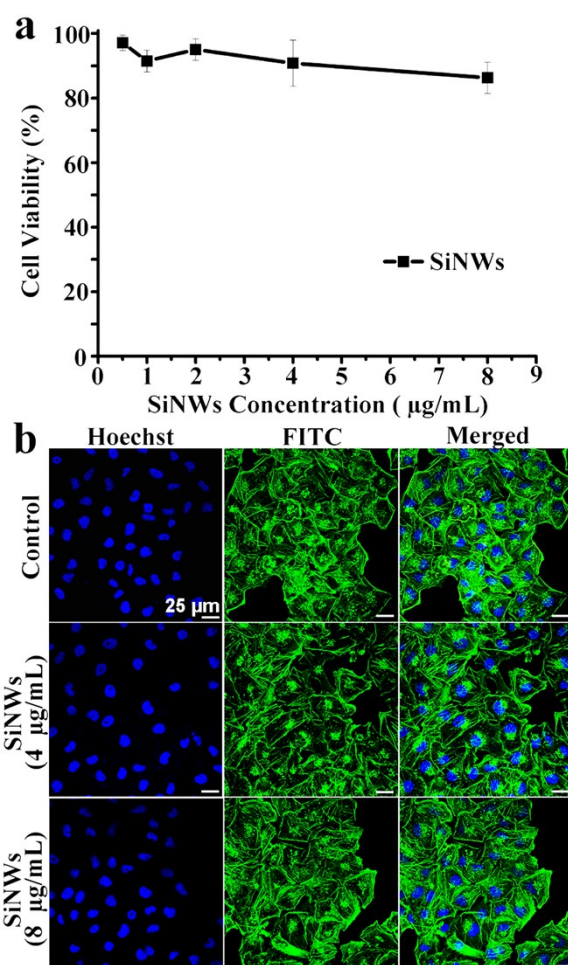 a
100
80
60
40
20
0
Cell Viability (%)
SiNWs
0 1 2 3 4 5 6 7 8 9
SiNWs Concentration ( µg/mL)
b
Hoechst FITC Merged
Control
25 µm
SiNWs
(4 µg/mL)
SiNWs
(8 µg/mL)